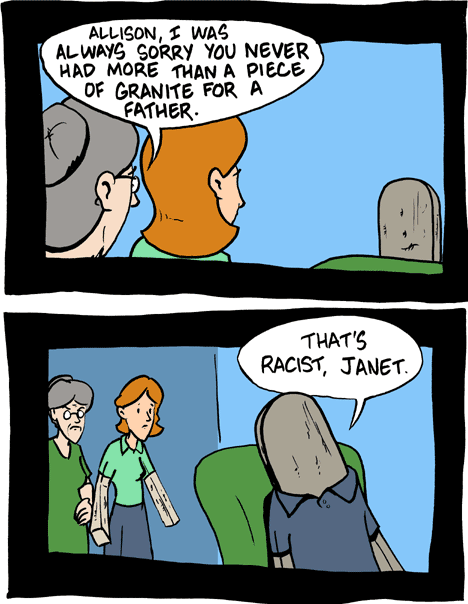 ALLISON, I WAS
ALWAYS SORRY YOU NEVER
HAD MORE THAN A PIECE
OF GRANITE FOR A
FATHER.
THAT'S
RACIST, JANET.